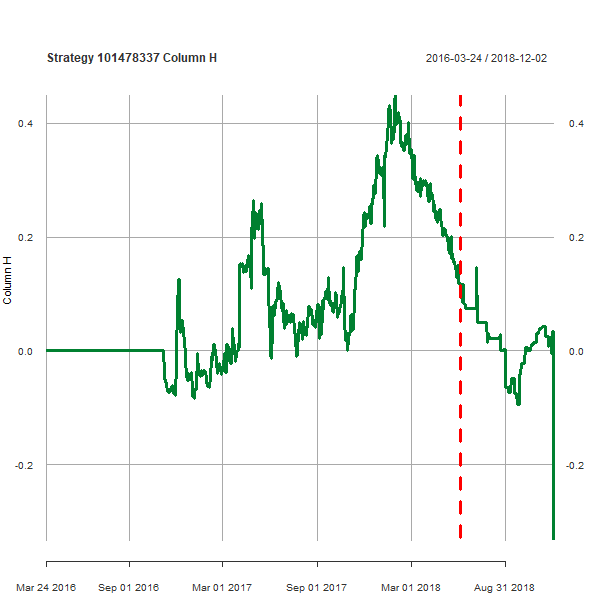 Strategy 101478337 Column H
2016-03-24 / 2018-12-02
0.4
0.4
0.2
0.2
Column H
0.0
0.0
-0.2
-0.2
Mar 24 2016
Sep 01 2016
Mar 01 2017
Sep 01 2017
Mar 01 2018
Aug 31 2018